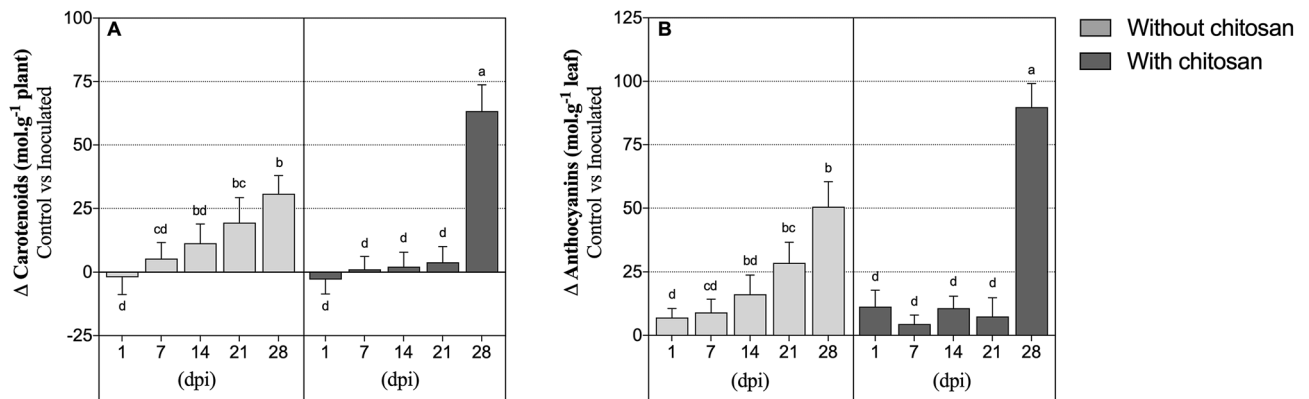 A
Δ Carotenoids (mol.g⁻¹ plant)
Control vs Inoculated
100
75
50
25
0
-25
d
cd
bd
bc
b
d
d
d
d
a
1 7 14 21 28 1 7 14 21 28
(dpi) (dpi)
B
Δ Anthocyanins (mol.g⁻¹ leaf)
Control vs Inoculated
125
100
75
50
25
0
d
cd
bd
bc
b
d
d
d
d
a
1 7 14 21 28 1 7 14 21 28
(dpi) (dpi)
Without chitosan
With chitosan